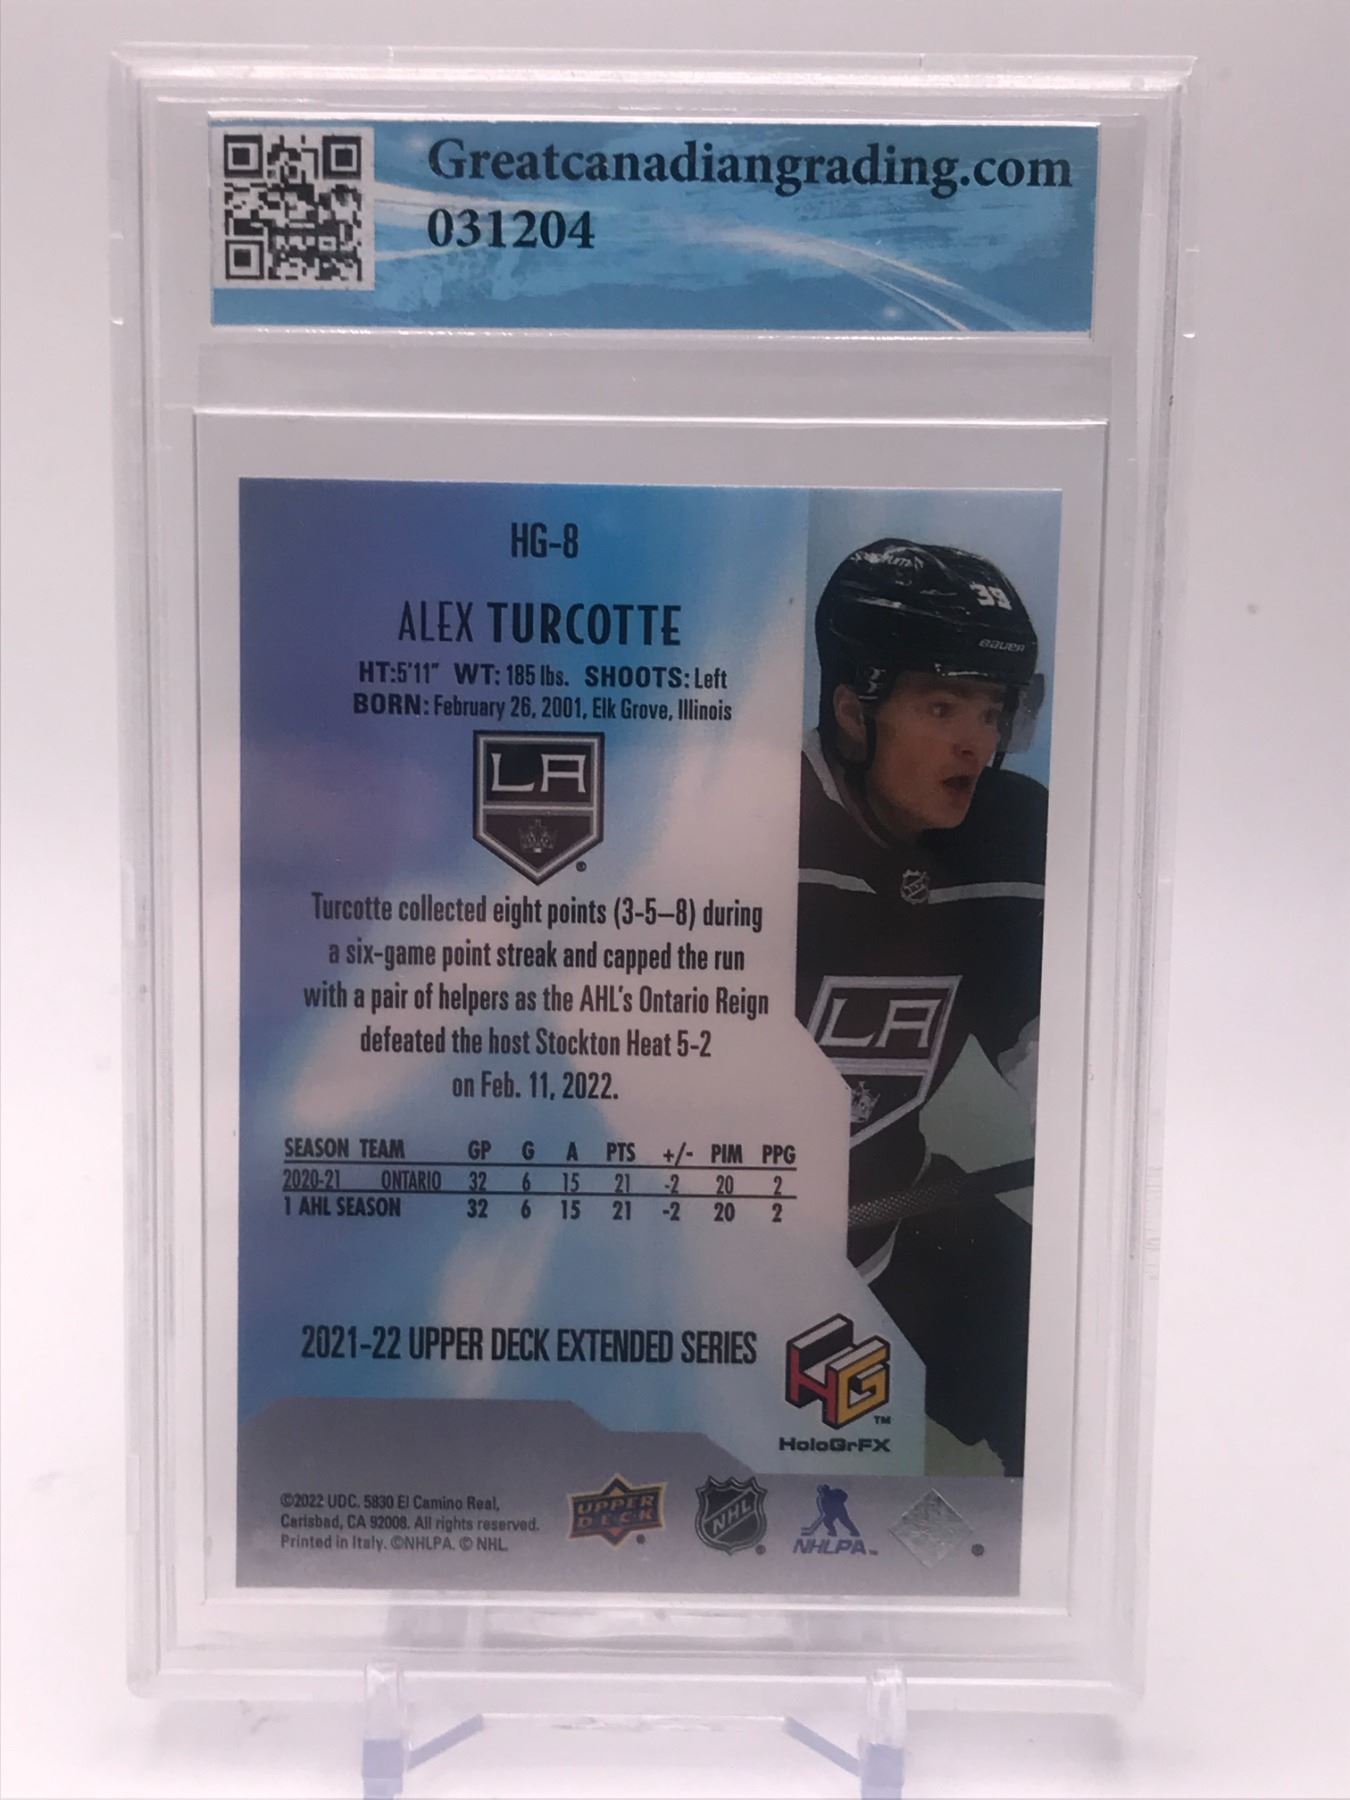 Greatcanadiangrading.com
031204
HG-8
ALEX TURCOTTE
HT:5'11" WT: 185 lbs. SHOOTS: Left
BORN: February 26, 2001, Elk Grove, Illinois
LA
®
Turcotte collected eight points (3-5–8) during
a six-game point streak and capped the run
with a pair of helpers as the AHL's Ontario Reign
defeated the host Stockton Heat 5-2
on Feb. 11, 2022.
SEASON TEAM GP G A PTS +/- PIM PPG
2020-21 ONTARIO 32 6 15 21 -2 20 2
1 AHL SEASON 32 6 15 21 -2 20 2
39
BAUER
LA
2021-22 UPPER DECK EXTENDED SERIES
HG
TM
HoloGrFX
©2022 UDC. 5830 El Camino Real,
Carlsbad, CA 92008. All rights reserved.
Printed in Italy. ©NHLPA. © NHL.
UPPER
DECK
NHL
NHLPA